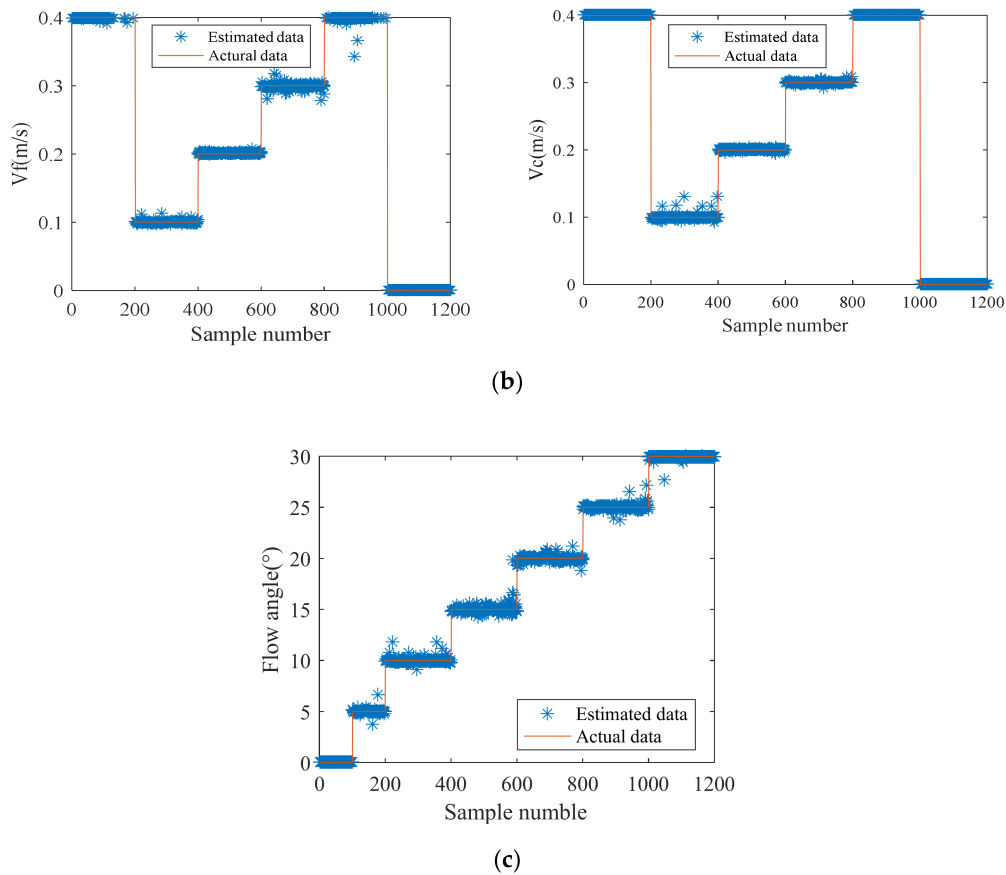 0.4
0.3
0.2
0.1
0
Vf(m/s)
Estimated data
Actural data
0 200 400 600 800 1000 1200
Sample number
0.4
0.3
0.2
0.1
0
Vc(m/s)
Estimated data
Actual data
0 200 400 600 800 1000 1200
Sample number
(b)
30
25
20
15
10
5
0
Flow angle(°)
Estimated data
Actual data
0 200 400 600 800 1000 1200
Sample numble
(c)